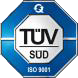 Q
TÜV
SÜD
ISO 9001